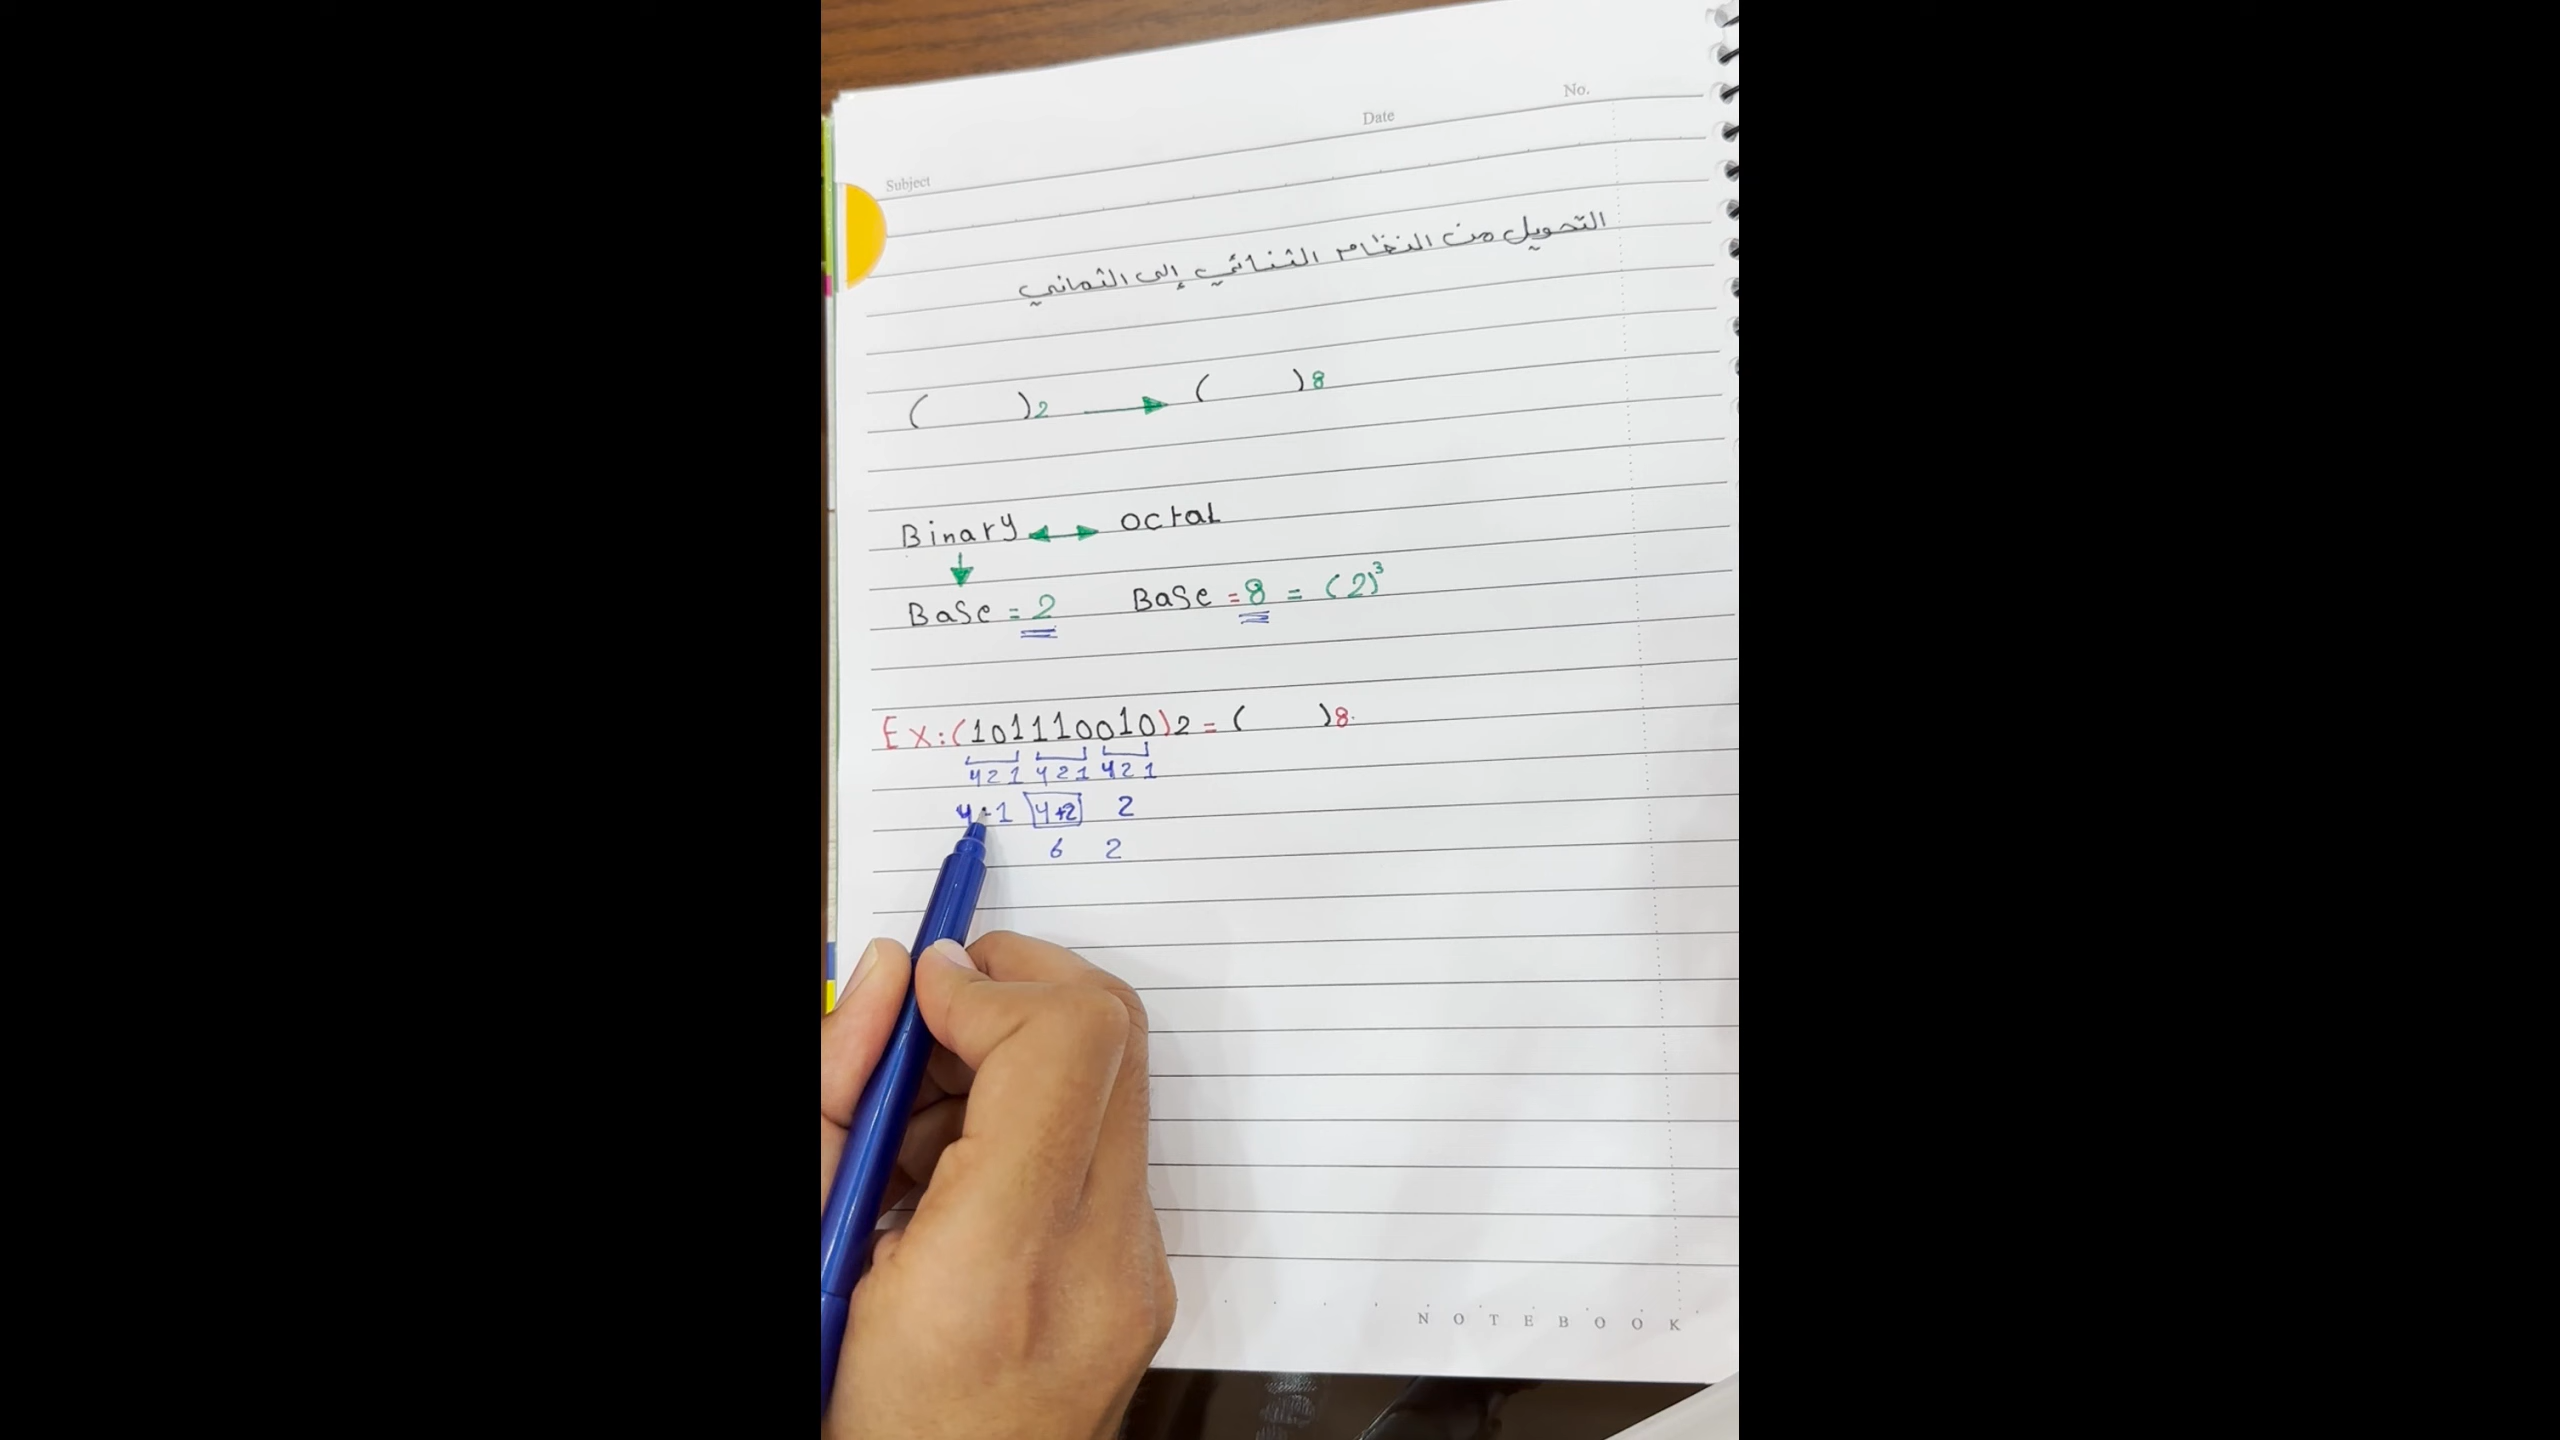 No.
Date
Subject
التحويل من النظام الثنائي إلى الثماني
( )2 → ( )8
Binary ↔ Octal
Base = 2 Base = 8 = (2)³
Ex: (101110010)2 = ( )8
421 421 421
4+1 4+2 2
6 2
NOTEBOOK